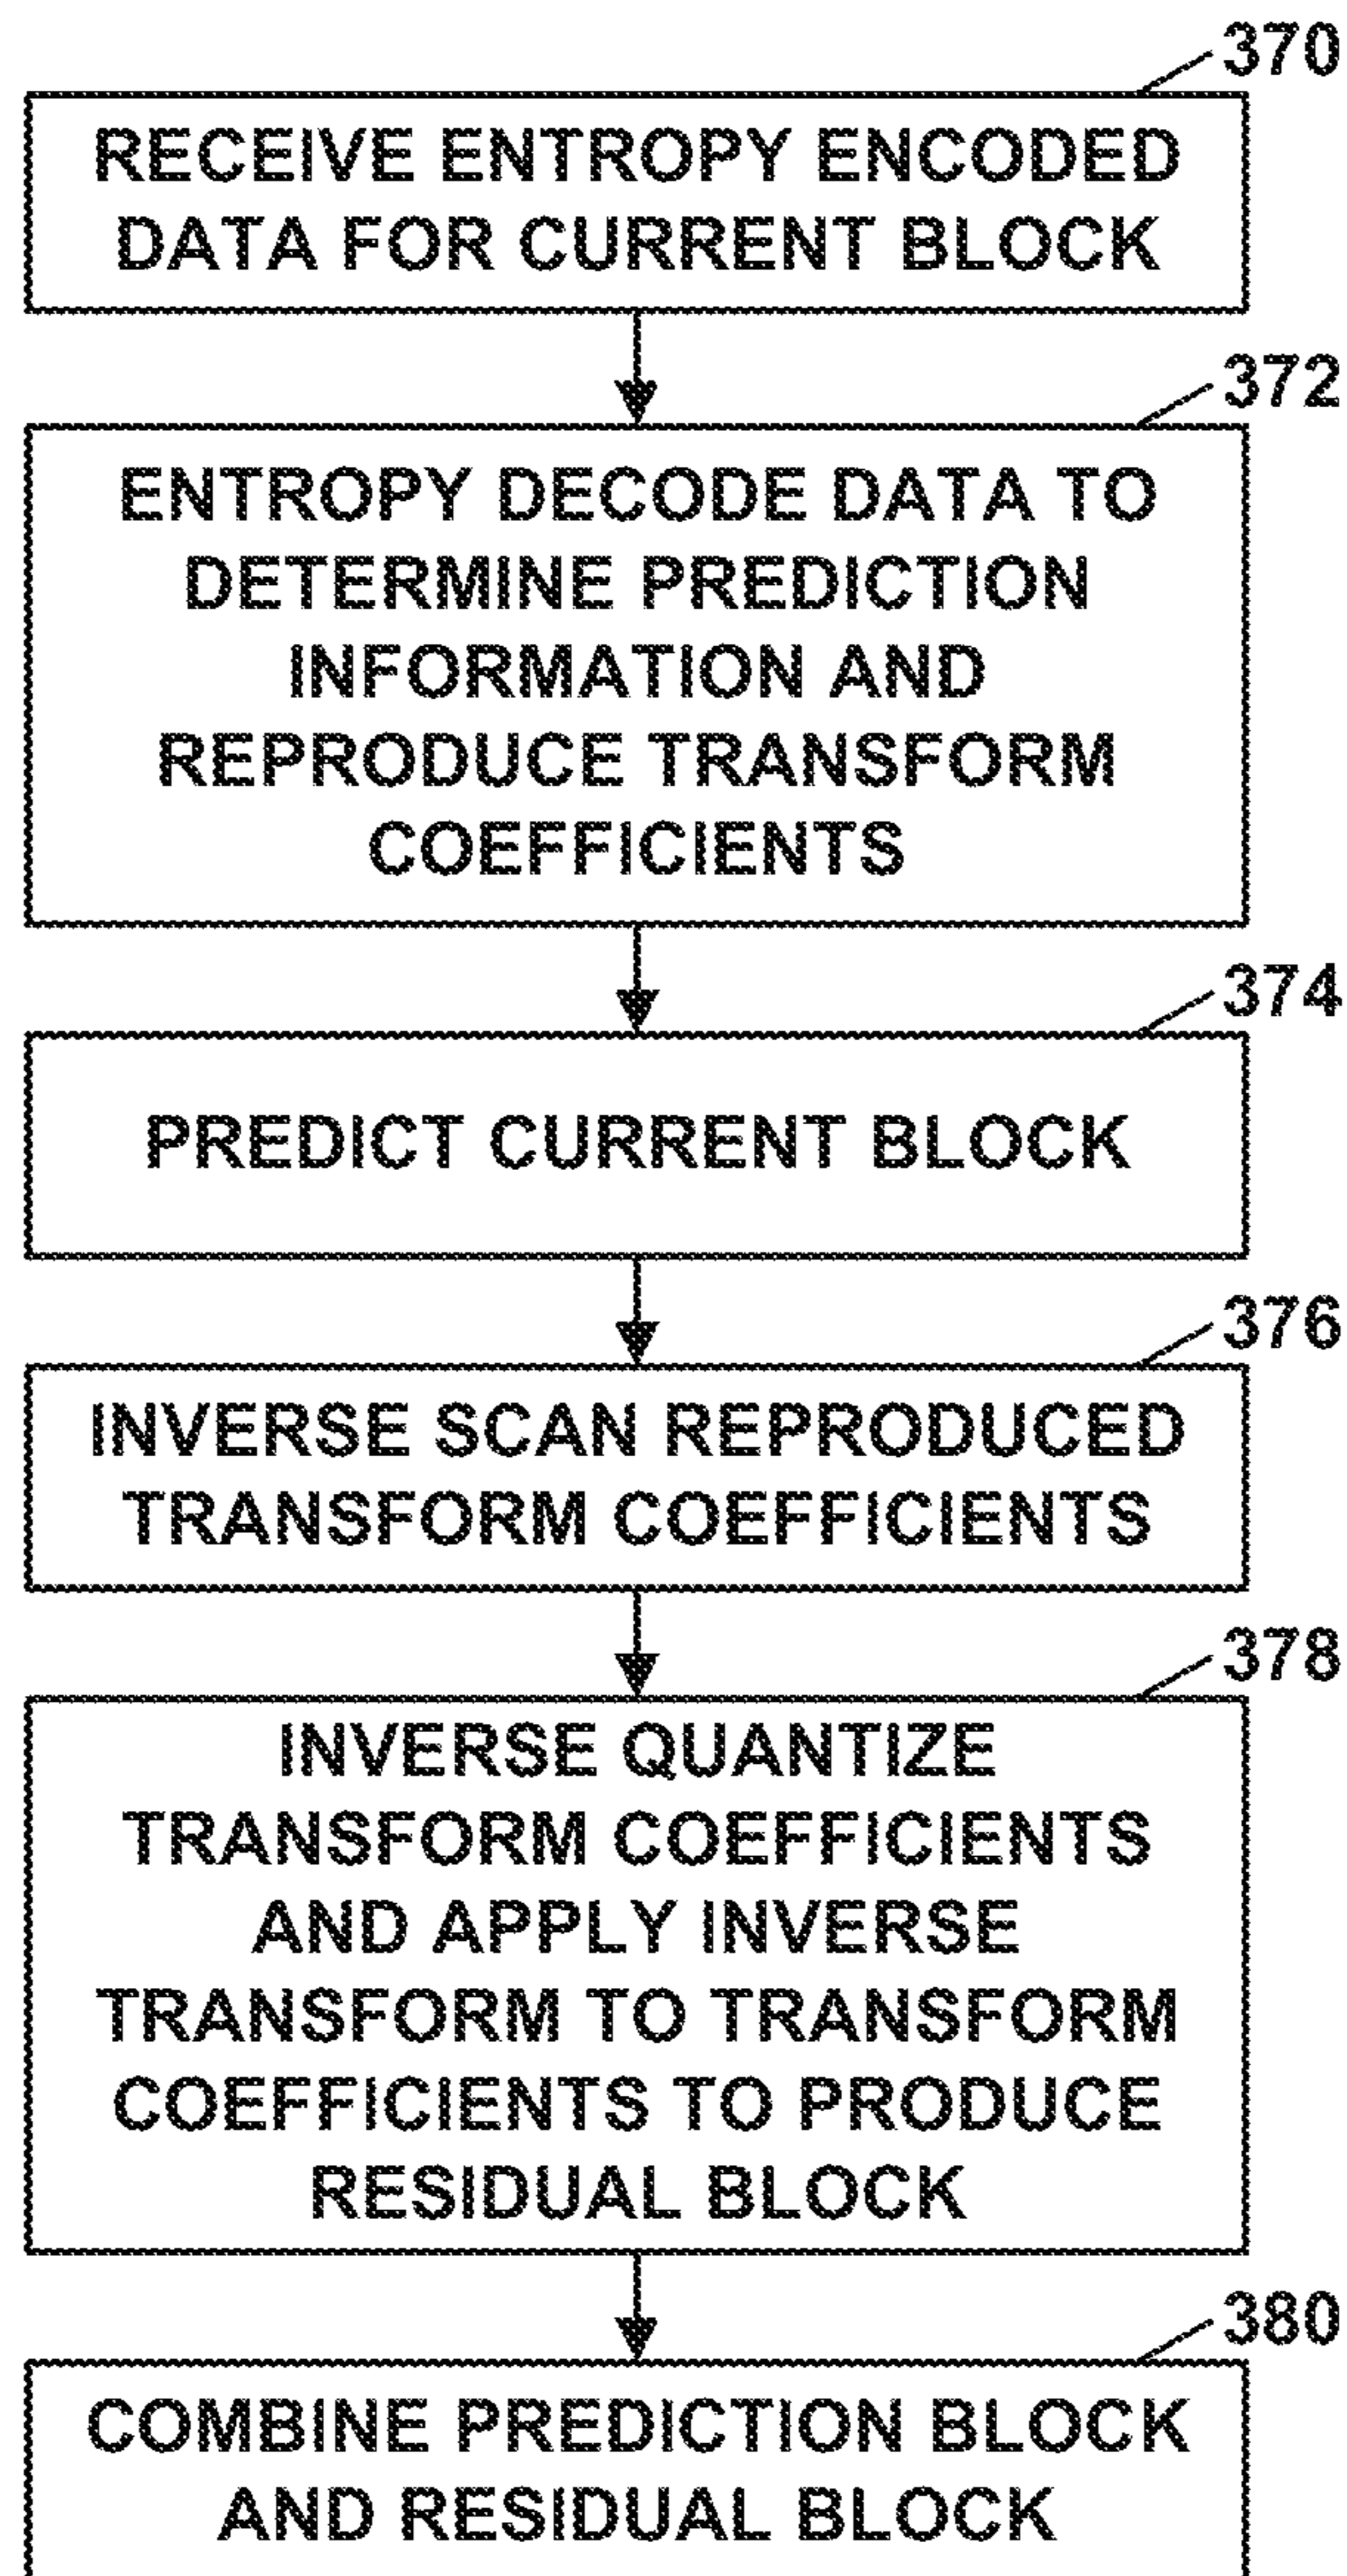 370
RECEIVE ENTROPY ENCODED
DATA FOR CURRENT BLOCK
372
ENTROPY DECODE DATA TO
DETERMINE PREDICTION
INFORMATION AND
REPRODUCE TRANSFORM
COEFFICIENTS
374
PREDICT CURRENT BLOCK
376
INVERSE SCAN REPRODUCED
TRANSFORM COEFFICIENTS
378
INVERSE QUANTIZE
TRANSFORM COEFFICIENTS
AND APPLY INVERSE
TRANSFORM TO TRANSFORM
COEFFICIENTS TO PRODUCE
RESIDUAL BLOCK
380
COMBINE PREDICTION BLOCK
AND RESIDUAL BLOCK